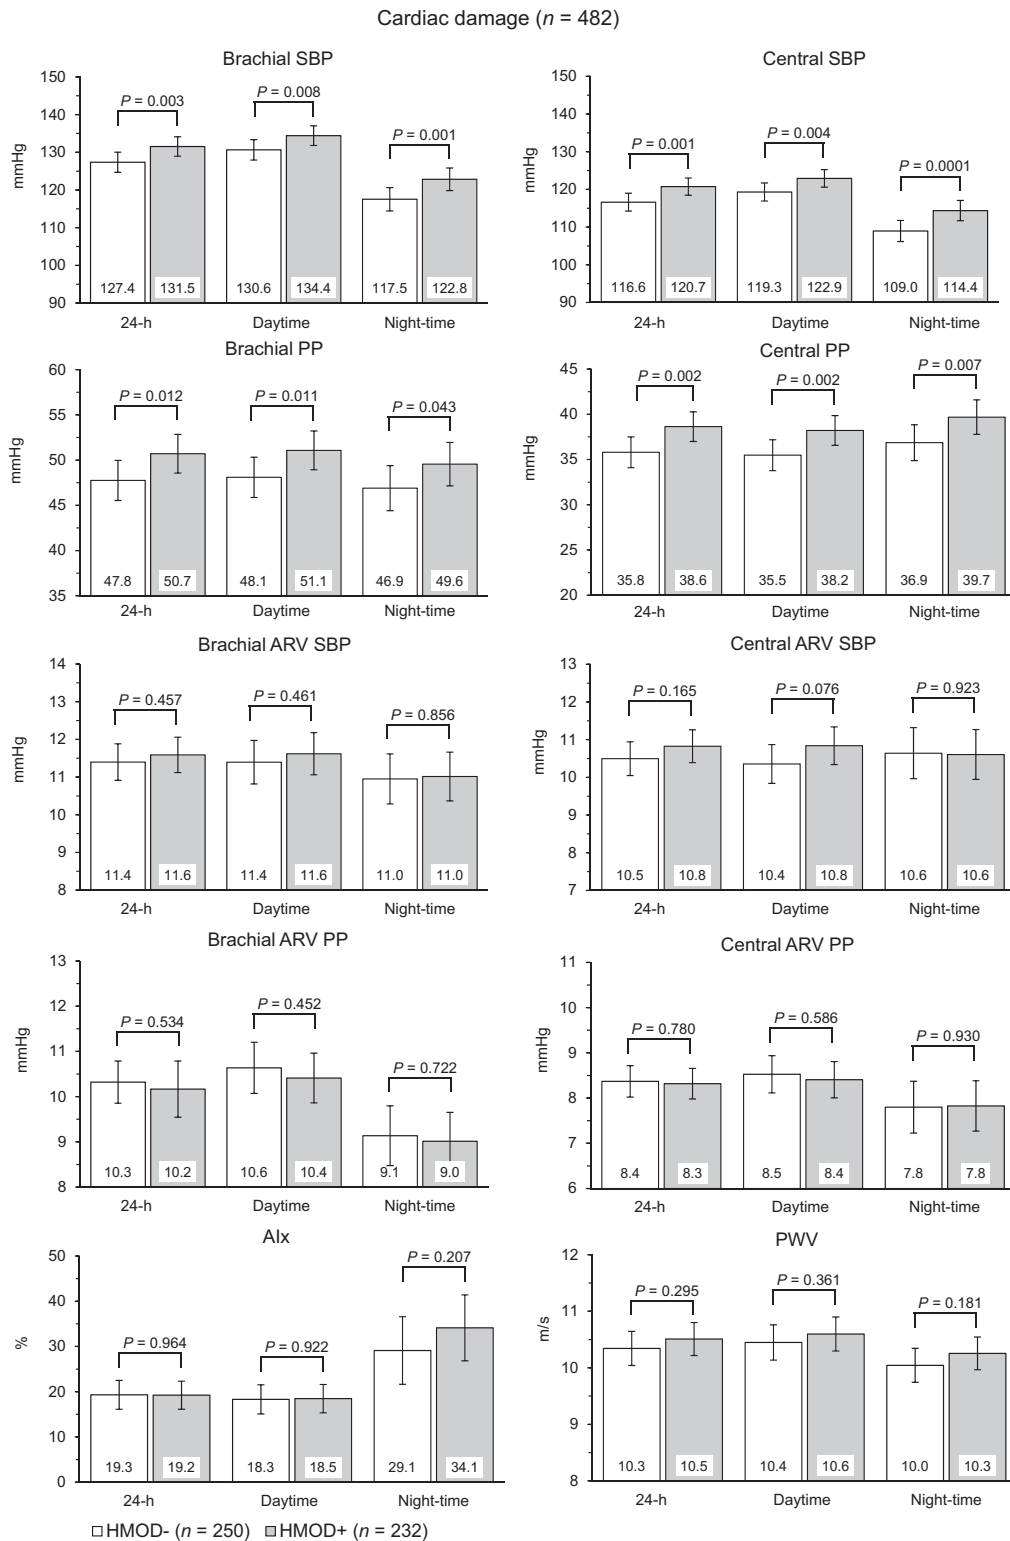 Cardiac damage (n = 482)
Brachial SBP
mmHg
150
140
130
120
110
100
90
P = 0.003
P = 0.008
P = 0.001
127.4 131.5 130.6 134.4 117.5 122.8
24-h Daytime Night-time
Central SBP
mmHg
150
140
130
120
110
100
90
P = 0.001
P = 0.004
P = 0.0001
116.6 120.7 119.3 122.9 109.0 114.4
24-h Daytime Night-time
Brachial PP
mmHg
60
55
50
45
40
35
P = 0.012
P = 0.011
P = 0.043
47.8 50.7 48.1 51.1 46.9 49.6
24-h Daytime Night-time
Central PP
mmHg
45
40
35
30
25
20
P = 0.002
P = 0.002
P = 0.007
35.8 38.6 35.5 38.2 36.9 39.7
24-h Daytime Night-time
Brachial ARV SBP
mmHg
14
13
12
11
10
9
8
P = 0.457
P = 0.461
P = 0.856
11.4 11.6 11.4 11.6 11.0 11.0
24-h Daytime Night-time
Central ARV SBP
mmHg
13
12
11
10
9
8
7
P = 0.165
P = 0.076
P = 0.923
10.5 10.8 10.4 10.8 10.6 10.6
24-h Daytime Night-time
Brachial ARV PP
mmHg
13
12
11
10
9
8
P = 0.534
P = 0.452
P = 0.722
10.3 10.2 10.6 10.4 9.1 9.0
24-h Daytime Night-time
Central ARV PP
mmHg
11
10
9
8
7
6
P = 0.780
P = 0.586
P = 0.930
8.4 8.3 8.5 8.4 7.8 7.8
24-h Daytime Night-time
AIx
%
50
40
30
20
10
0
P = 0.964
P = 0.922
P = 0.207
19.3 19.2 18.3 18.5 29.1 34.1
24-h Daytime Night-time
PWV
m/s
12
11
10
9
8
P = 0.295
P = 0.361
P = 0.181
10.3 10.5 10.4 10.6 10.0 10.3
24-h Daytime Night-time
HMOD- (n = 250) HMOD+ (n = 232)